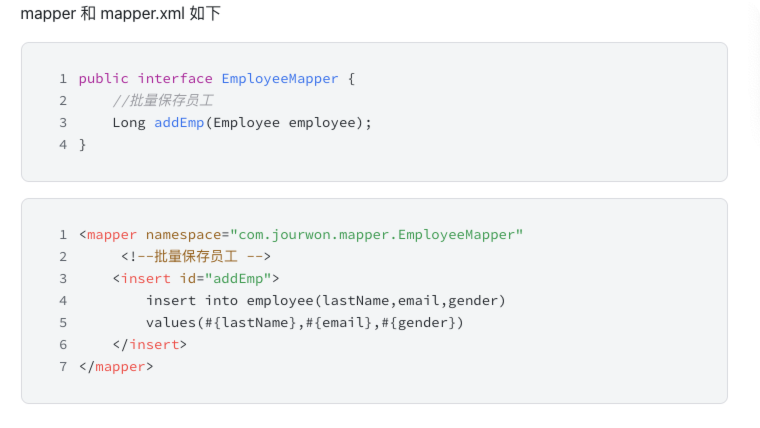 mapper 和 mapper.xml 如下
1 public interface EmployeeMapper {
2     //批量保存员工
3     Long addEmp(Employee employee);
4 }
1 <mapper namespace="com.jourwon.mapper.EmployeeMapper"
2      <!--批量保存员工 -->
3     <insert id="addEmp">
4         insert into employee(lastName,email,gender)
5         values(#{lastName},#{email},#{gender})
6     </insert>
7 </mapper>